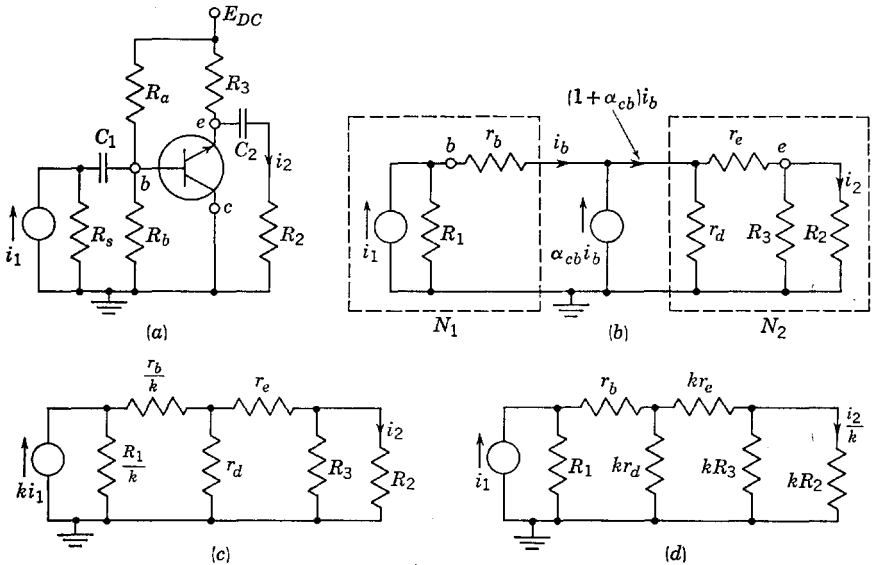 E_DC
R_a
R_3
e
C_1
C_2
b
i_2
c
i_1
R_s
R_b
R_2
(a)
(1 + α_cb)i_b
b
r_b
i_b
r_e
e
i_2
i_1
R_1
α_cb i_b
r_d
R_3
R_2
N_1
(b)
N_2
r_b/k
r_e
i_2
ki_1
R_1/k
r_d
R_3
R_2
(c)
r_b
kr_e
i_2/k
i_1
R_1
kr_d
kR_3
kR_2
(d)